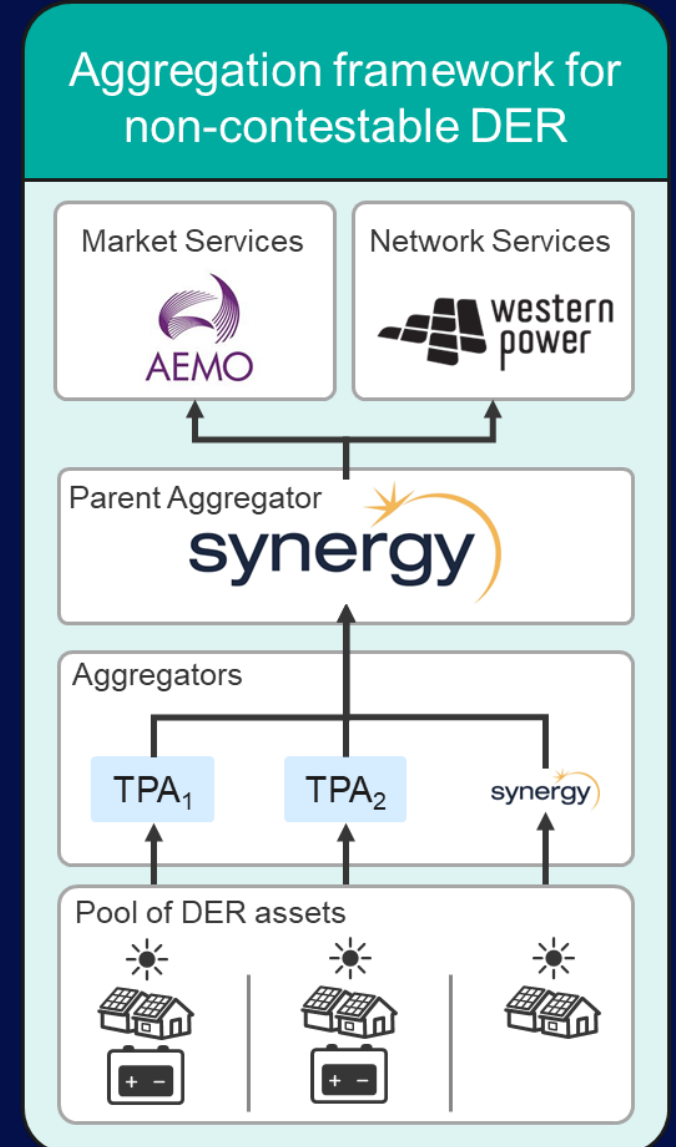 Aggregation framework for
non-contestable DER
Market Services
AEMO
Network Services
western
power
Parent Aggregator
synergy
Aggregators
TPA₁
TPA₂
synergy
Pool of DER assets
+ −
+ −